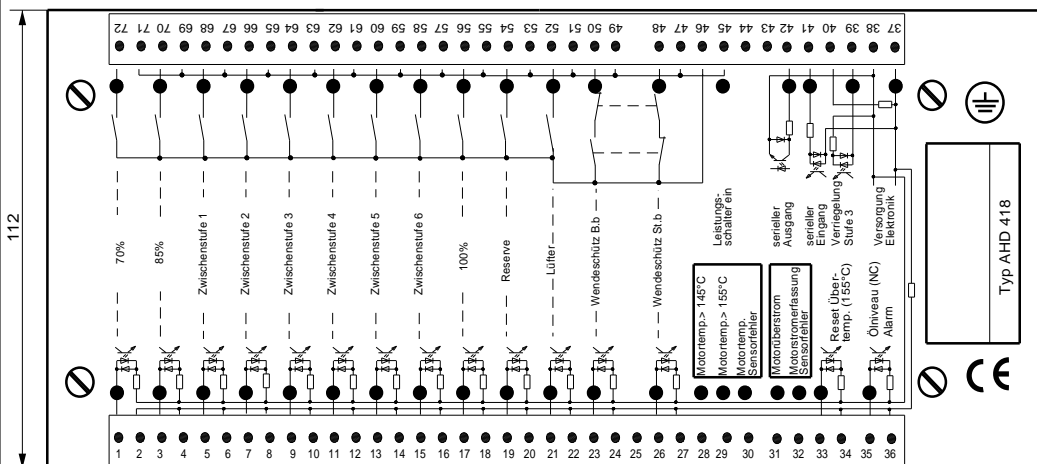 72 71 70 69 68 67 66 65 64 63 62 61 60 59 58 57 56 55 54 53 52 51 50 49 48 47 46 45 44 43 42 41 40 39 38 37
112
70%
85%
Zwischenstufe 1
Zwischenstufe 2
Zwischenstufe 3
Zwischenstufe 4
Zwischenstufe 5
Zwischenstufe 6
100%
Reserve
Lüfter
Wendeschütz B.b
Wendeschütz St.b
Leistungs-
schalter ein
serieller
Ausgang
serieller
Eingang
Verriegelung
Stufe 3
Versorgung
Elektronik
Motortemp.> 145°C
Motortemp.> 155°C
Motortemp.
Sensorfehler
Motorüberstrom
Motorstromerfassung
Sensorfehler
Reset Über-
temp. (155°C)
Ölniveau (NC)
Alarm
Typ AHD 418
CE
1 2 3 4 5 6 7 8 9 10 11 12 13 14 15 16 17 18 19 20 21 22 23 24 25 26 27 28 29 30 31 32 33 34 35 36